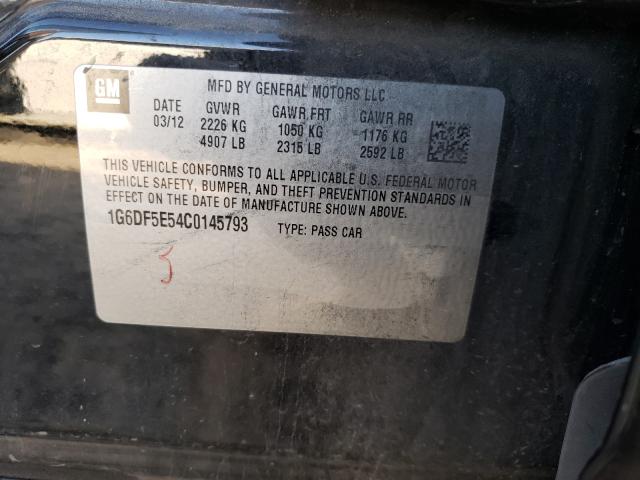 GM
MFD BY GENERAL MOTORS LLC
DATE GVWR GAWR FRT GAWR RR
03/12 2226 KG 1050 KG 1176 KG
4907 LB 2315 LB 2592 LB
THIS VEHICLE CONFORMS TO ALL APPLICABLE U.S. FEDERAL MOTOR
VEHICLE SAFETY, BUMPER, AND THEFT PREVENTION STANDARDS IN
EFFECT ON THE DATE OF MANUFACTURE SHOWN ABOVE.
1G6DF5E54C0145793 TYPE: PASS CAR